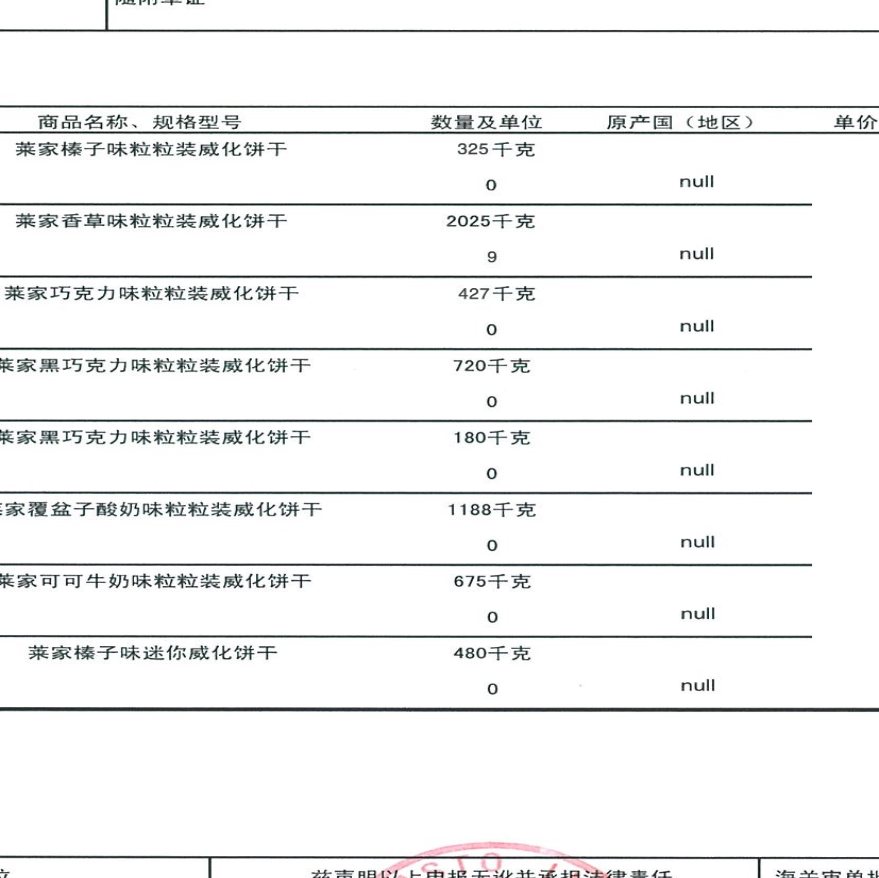 随附单证
商品名称、规格型号 数量及单位 原产国（地区） 单价
莱家榛子味粒粒装威化饼干 325千克
0 null
莱家香草味粒粒装威化饼干 2025千克
9 null
莱家巧克力味粒粒装威化饼干 427千克
0 null
莱家黑巧克力味粒粒装威化饼干 720千克
0 null
莱家黑巧克力味粒粒装威化饼干 180千克
0 null
莱家覆盆子酸奶味粒粒装威化饼干 1188千克
0 null
莱家可可牛奶味粒粒装威化饼干 675千克
0 null
莱家榛子味迷你威化饼干 480千克
0 null
兹声明以上申报无讹并承担法律责任 海关审单批